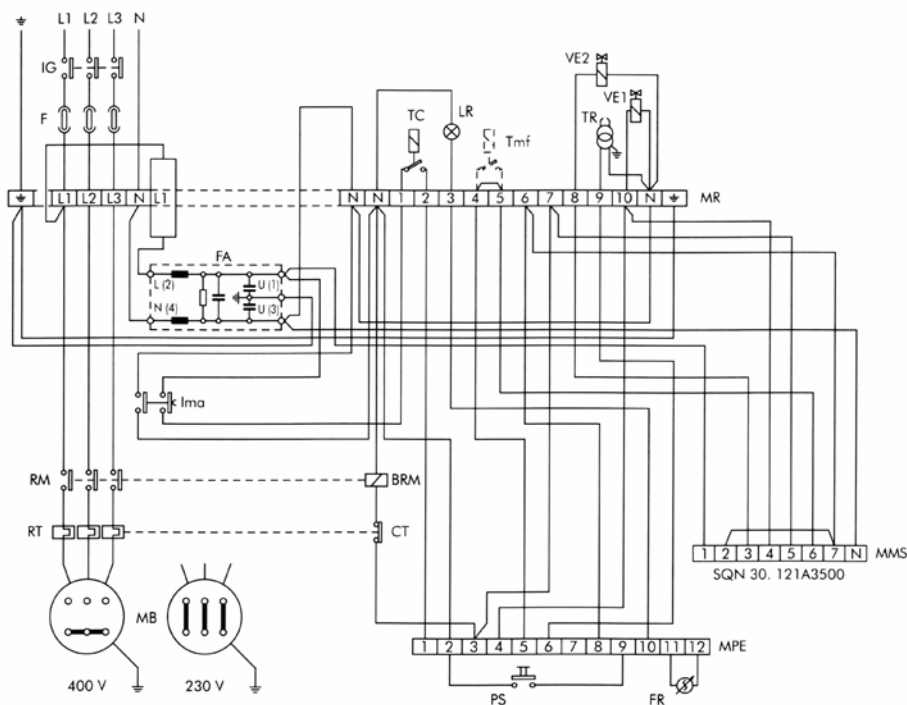 L1 L2 L3 N
IG
F
VE2
VE1
TC
LR
Tmf
TR
L1 L2 L3 N L1
N N 1 2 3 4 5 6 7 8 9 10 N
MR
FA
L (2)
U (1)
N (4)
U (3)
Ima
RM
BRM
RT
CT
1 2 3 4 5 6 7 N
MMS
SQN 30. 121A3500
MB
1 2 3 4 5 6 7 8 9 10 11 12
MPE
400 V
230 V
PS
FR